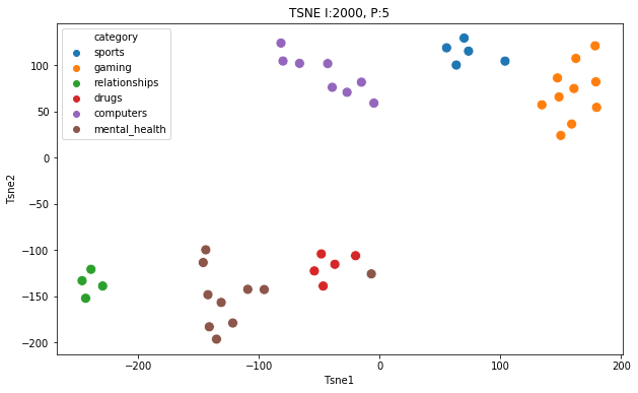 TSNE I:2000, P:5
category
sports
gaming
relationships
drugs
computers
mental_health
Tsne2
100
50
0
−50
−100
−150
−200
−200
−100
0
100
200
Tsne1